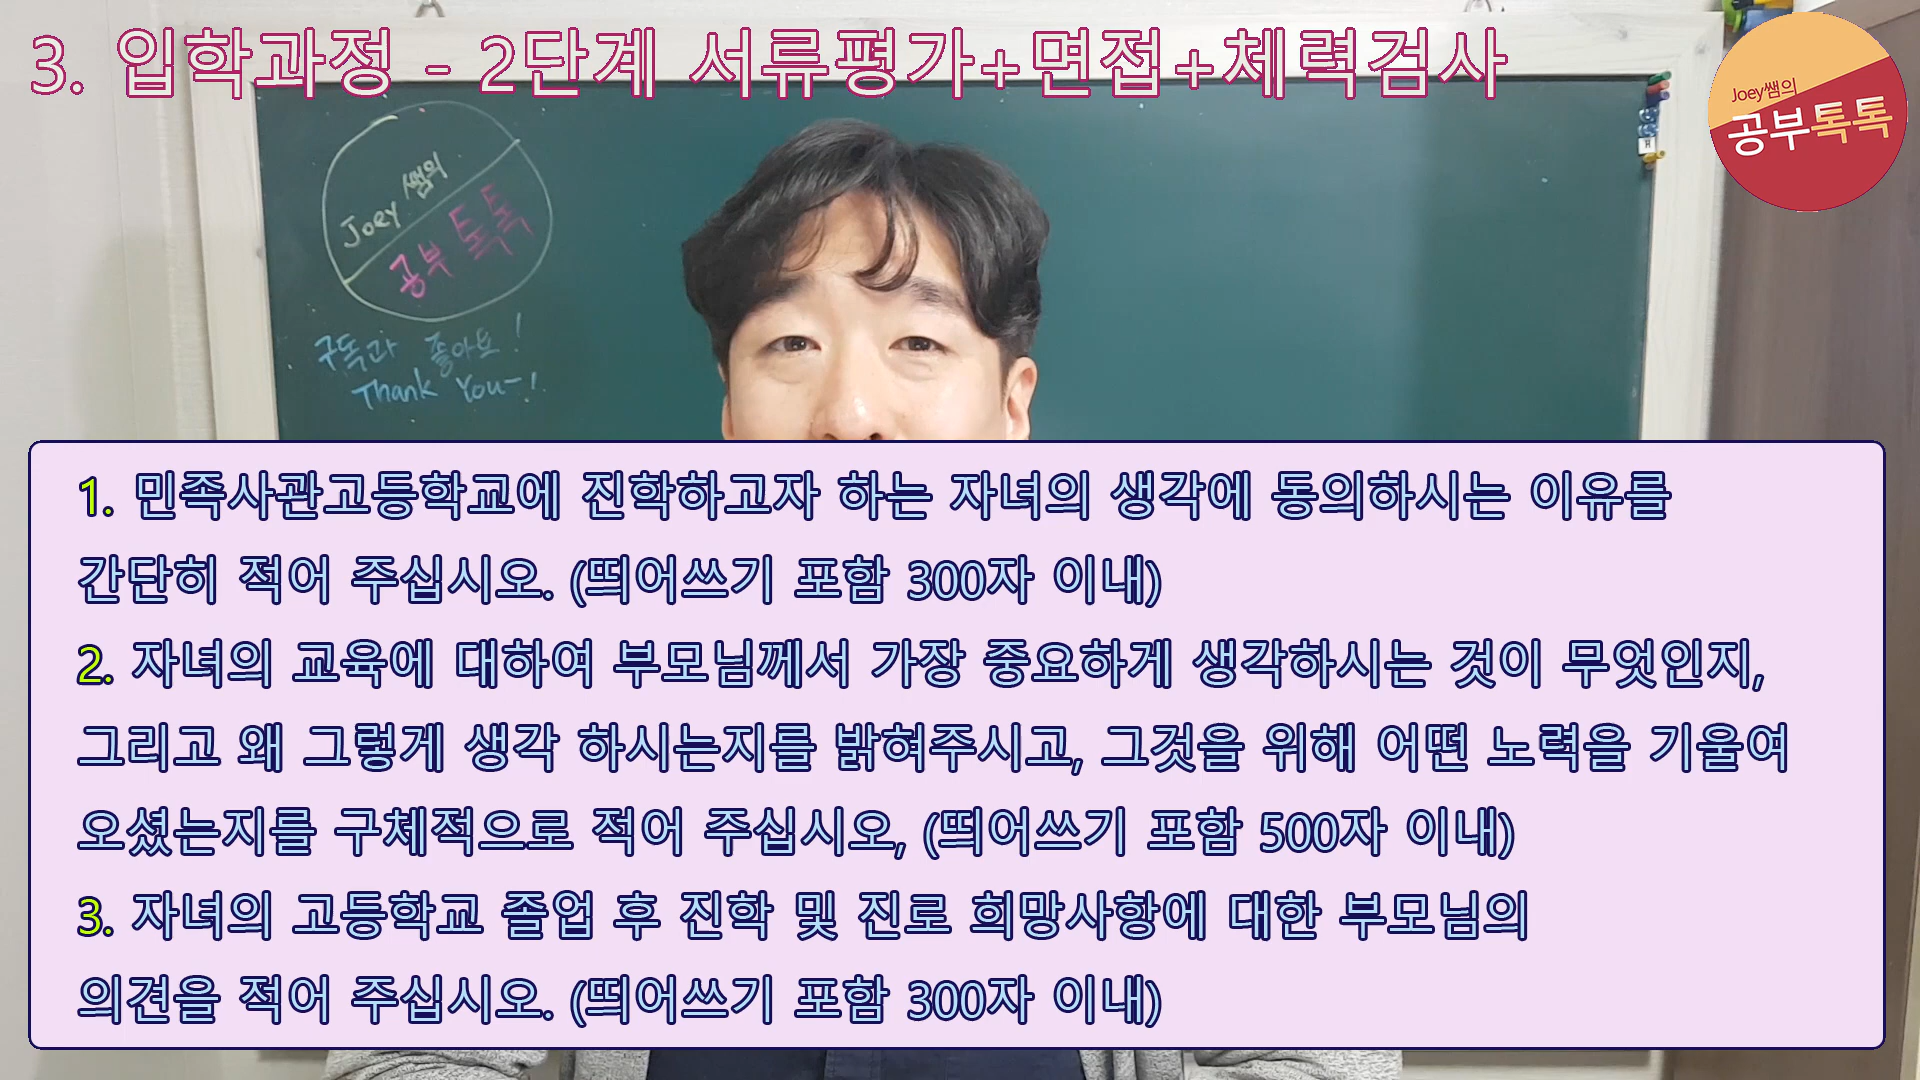 3. 입학과정 - 2단계 서류평가+면접+체력검사
Joey쌤의
공부톡톡
Joey쌤의
공부톡톡
구독과 좋아요!
Thank You~!
1. 민족사관고등학교에 진학하고자 하는 자녀의 생각에 동의하시는 이유를
간단히 적어 주십시오. (띄어쓰기 포함 300자 이내)
2. 자녀의 교육에 대하여 부모님께서 가장 중요하게 생각하시는 것이 무엇인지,
그리고 왜 그렇게 생각 하시는지를 밝혀주시고, 그것을 위해 어떤 노력을 기울여
오셨는지를 구체적으로 적어 주십시오, (띄어쓰기 포함 500자 이내)
3. 자녀의 고등학교 졸업 후 진학 및 진로 희망사항에 대한 부모님의
의견을 적어 주십시오. (띄어쓰기 포함 300자 이내)